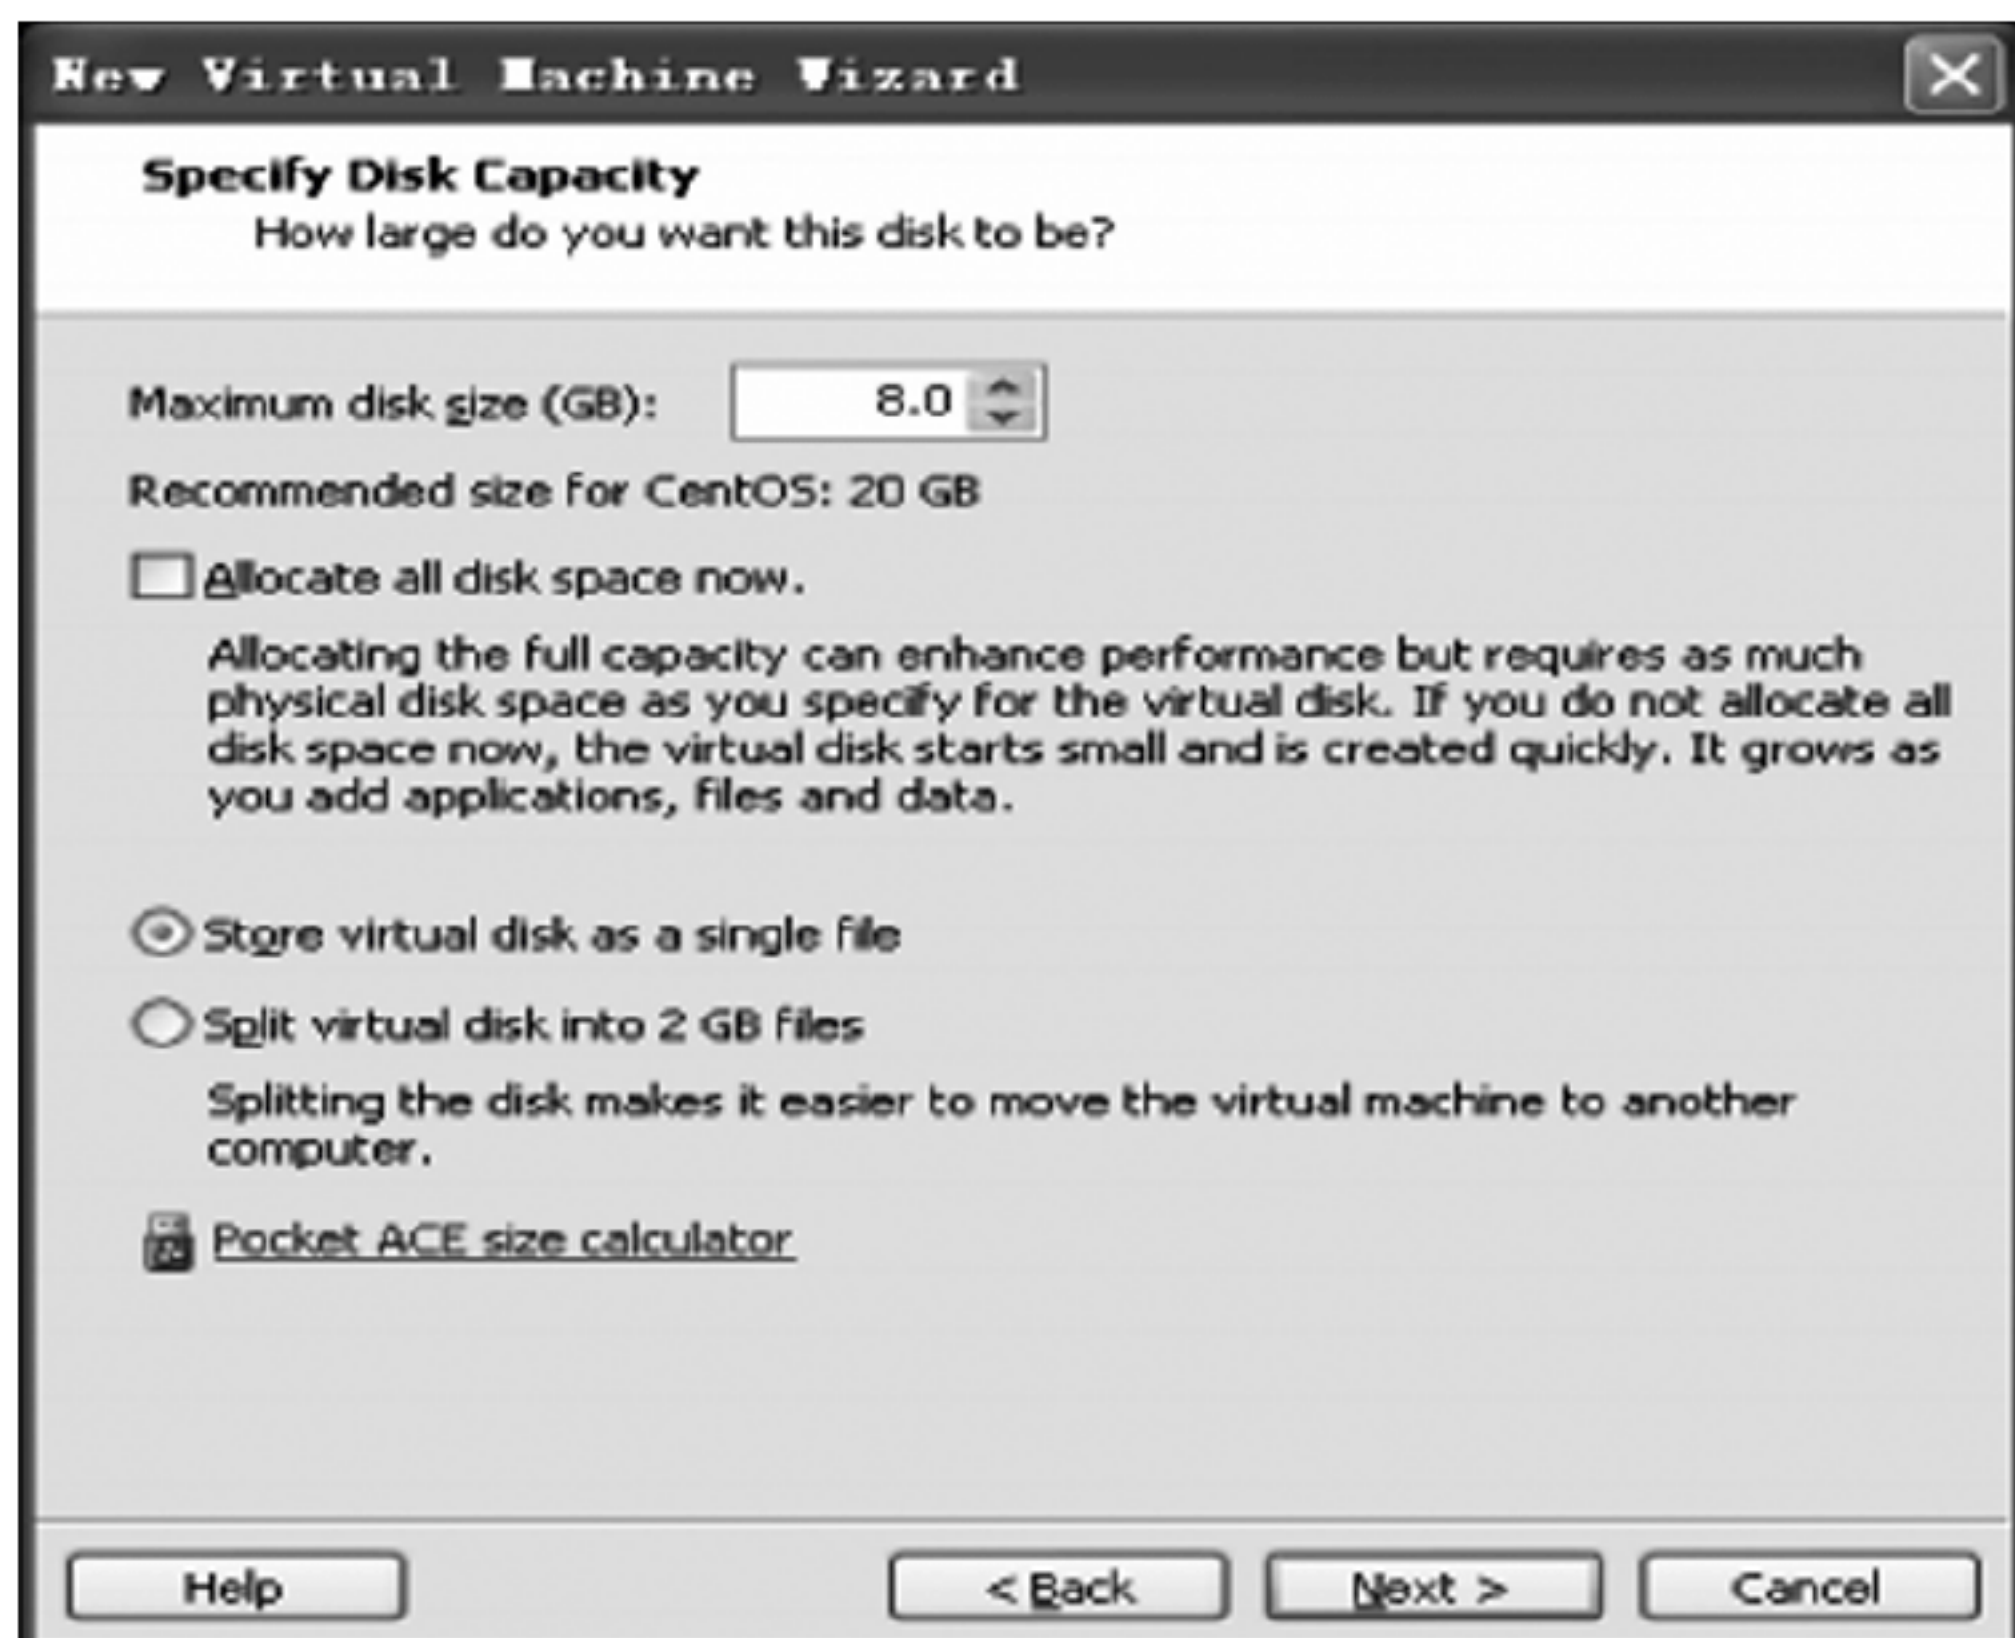 New Virtual Machine Wizard
Specify Disk Capacity
How large do you want this disk to be?
Maximum disk size (GB): 8.0
Recommended size for CentOS: 20 GB
Allocate all disk space now.
Allocating the full capacity can enhance performance but requires as much
physical disk space as you specify for the virtual disk. If you do not allocate all
disk space now, the virtual disk starts small and is created quickly. It grows as
you add applications, files and data.
Store virtual disk as a single file
Split virtual disk into 2 GB files
Splitting the disk makes it easier to move the virtual machine to another
computer.
Pocket ACE size calculator
Help < Back Next > Cancel